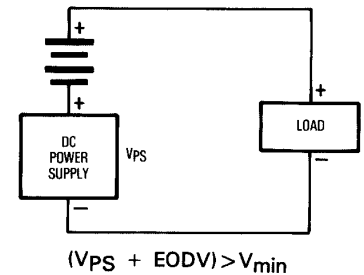 +
+
DC
POWER
SUPPLY
VPS
−
+
LOAD
−
(VPS + EODV) > Vmin